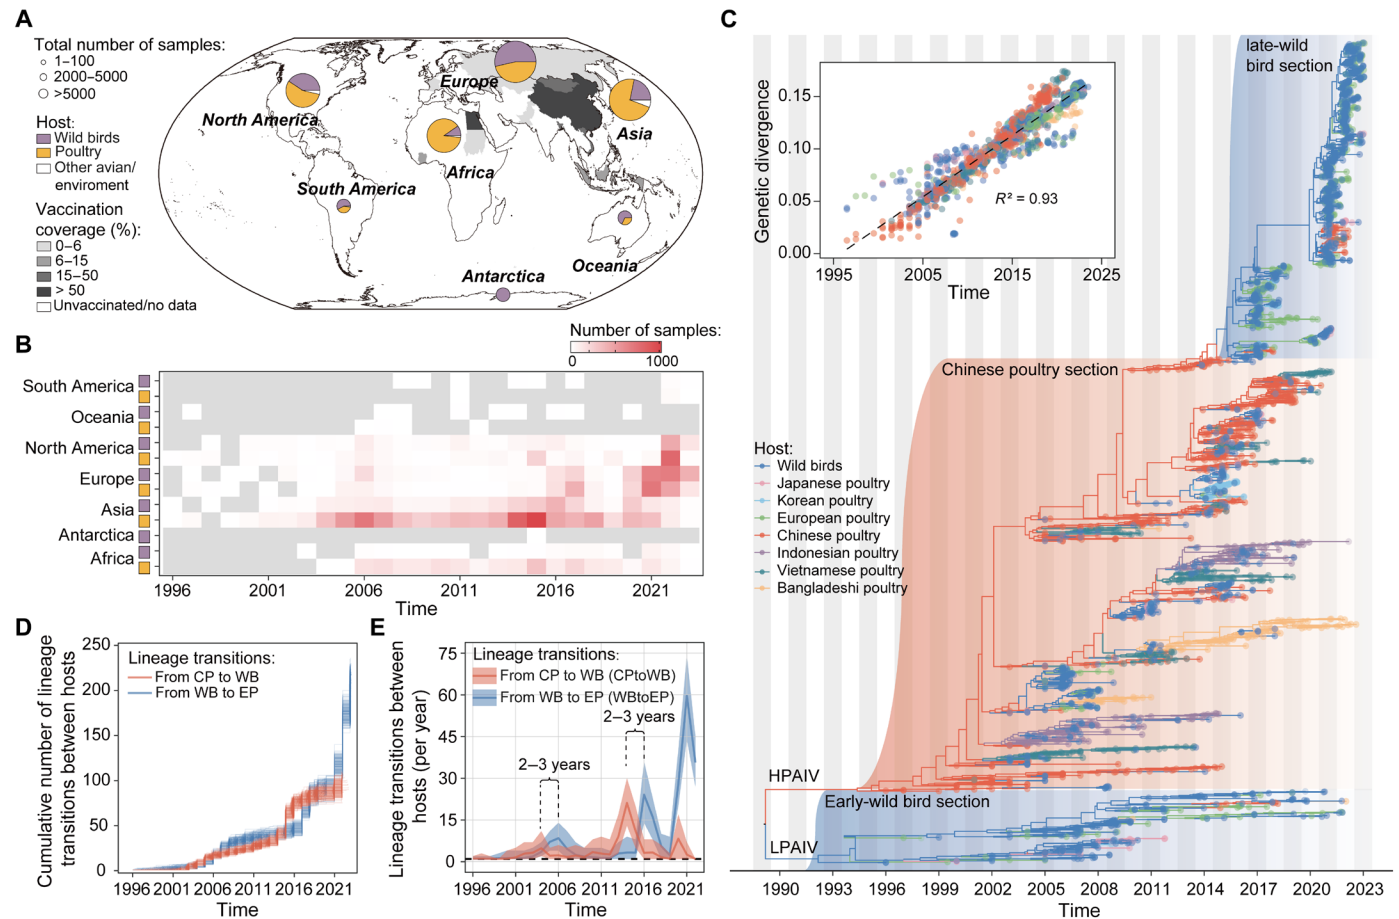 A
Total number of samples:
1–100
2000–5000
>5000
Host:
Wild birds
Poultry
Other avian/
enviroment
Vaccination
coverage (%):
0–6
6–15
15–50
> 50
Unvaccinated/no data
North America
Europe
Asia
Africa
South America
Oceania
Antarctica
B
Number of samples:
0
1000
South America
Oceania
North America
Europe
Asia
Antarctica
Africa
1996
2001
2006
2011
2016
2021
Time
C
late-wild
bird section
Genetic divergence
0.15
0.10
0.05
0.00
R² = 0.93
1995
2005
2015
2025
Time
Chinese poultry section
Host:
Wild birds
Japanese poultry
Korean poultry
European poultry
Chinese poultry
Indonesian poultry
Vietnamese poultry
Bangladeshi poultry
HPAIV
Early-wild bird section
LPAIV
1990
1993
1996
1999
2002
2005
2008
2011
2014
2017
2020
2023
Time
D
Cumulative number of lineage
transitions between hosts
250
200
150
100
50
0
Lineage transitions:
From CP to WB
From WB to EP
1996
2001
2006
2011
2016
2021
Time
E
Lineage transitions between
hosts (per year)
75
60
45
30
15
0
Lineage transitions:
From CP to WB (CPtoWB)
From WB to EP (WBtoEP)
2–3 years
2–3 years
1996
2001
2006
2011
2016
2021
Time